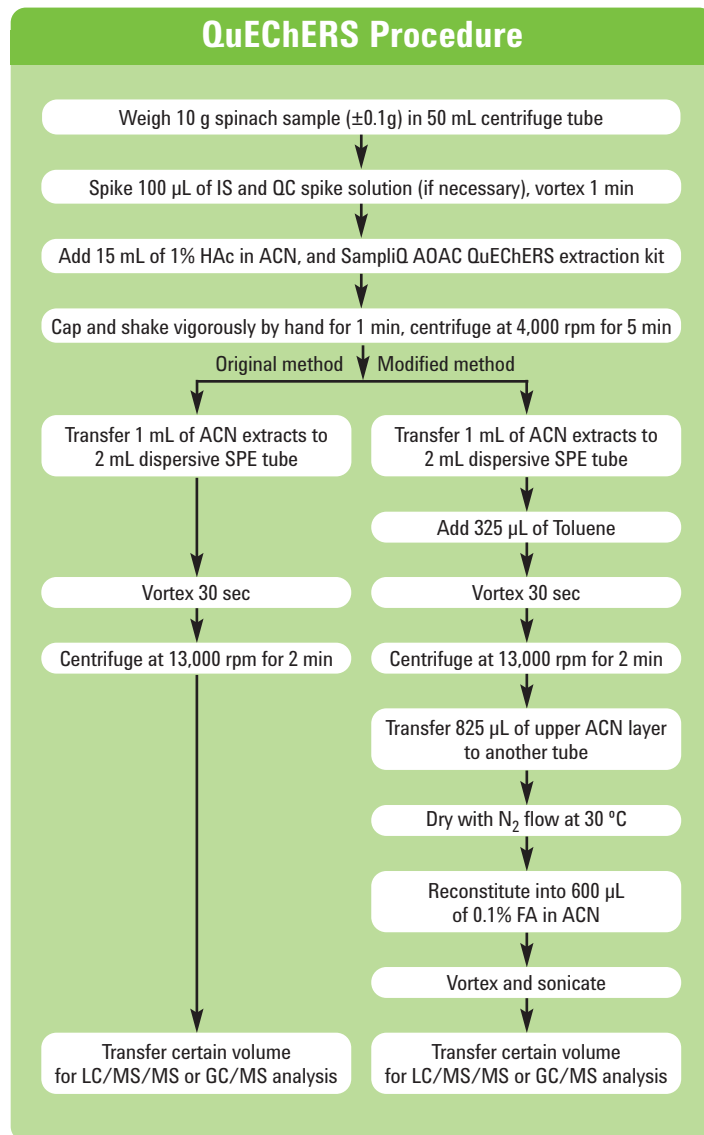 QuEChERS Procedure
Weigh 10 g spinach sample (±0.1g) in 50 mL centrifuge tube
Spike 100 µL of IS and QC spike solution (if necessary), vortex 1 min
Add 15 mL of 1% HAc in ACN, and SampliQ AOAC QuEChERS extraction kit
Cap and shake vigorously by hand for 1 min, centrifuge at 4,000 rpm for 5 min
Original method
Transfer 1 mL of ACN extracts to
2 mL dispersive SPE tube
Vortex 30 sec
Centrifuge at 13,000 rpm for 2 min
Transfer certain volume
for LC/MS/MS or GC/MS analysis
Modified method
Transfer 1 mL of ACN extracts to
2 mL dispersive SPE tube
Add 325 µL of Toluene
Vortex 30 sec
Centrifuge at 13,000 rpm for 2 min
Transfer 825 µL of upper ACN layer
to another tube
Dry with N₂ flow at 30 ºC
Reconstitute into 600 µL
of 0.1% FA in ACN
Vortex and sonicate
Transfer certain volume
for LC/MS/MS or GC/MS analysis